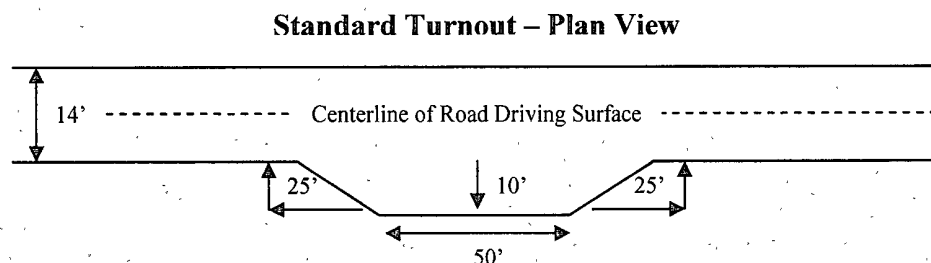 Standard Turnout – Plan View
14’ Centerline of Road Driving Surface
25’ 10’ 25’
50’